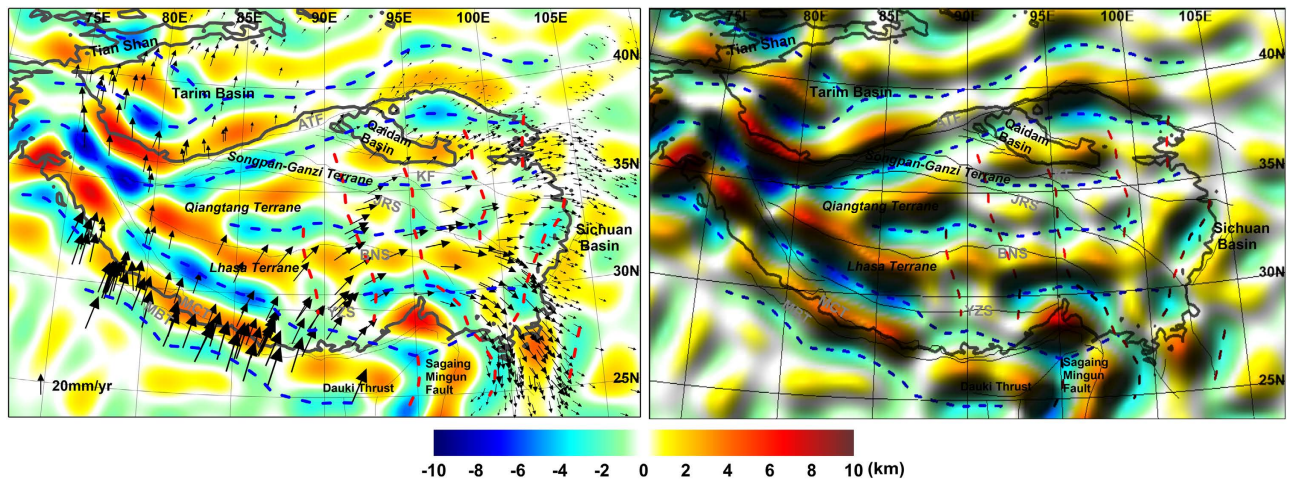 75E 80E 85E 90E 95E 100E 105E
Tian Shan
40N
Tarim Basin
ATF
Qaidam
Basin
Songpan-Ganzi Terrane
35N
KF
Qiangtang Terrane
JRS
Sichuan
Basin
BNS
Lhasa Terrane
30N
MCT
MBT
YZS
20mm/yr
Dauki Thrust
Sagaing
Mingun
Fault
25N
75E 80E 85E 90E 95E 100E 105E
Tian Shan
40N
Tarim Basin
ATF
Qaidam
Basin
Songpan-Ganzi Terrane
35N
Qiangtang Terrane
JRS
Sichuan
Basin
BNS
Lhasa Terrane
30N
MCT
MBT
YZS
Dauki Thrust
Sagaing
Mingun
Fault
25N
-10 -8 -6 -4 -2 0 2 4 6 8 10 (km)